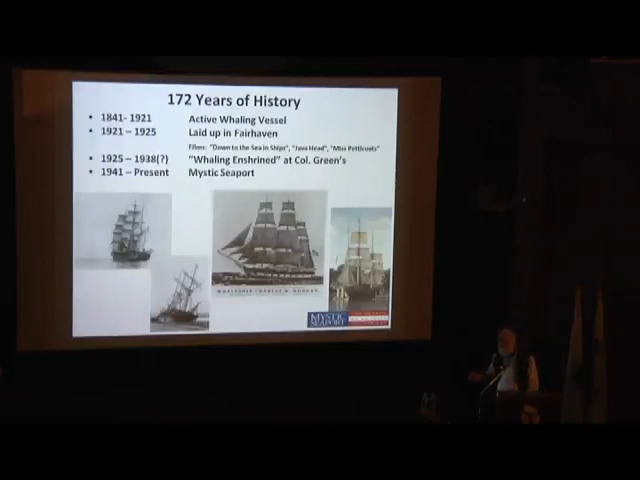 172 Years of History
• 1841- 1921 Active Whaling Vessel
• 1921 – 1925 Laid up in Fairhaven
Films: "Down to the Sea in Ships", "Java Head", "Miss Petticoats"
• 1925 – 1938(?) "Whaling Enshrined" at Col. Green's
• 1941 – Present Mystic Seaport
WHALESHIP CHARLES W. MORGAN
MYSTIC
SEAPORT